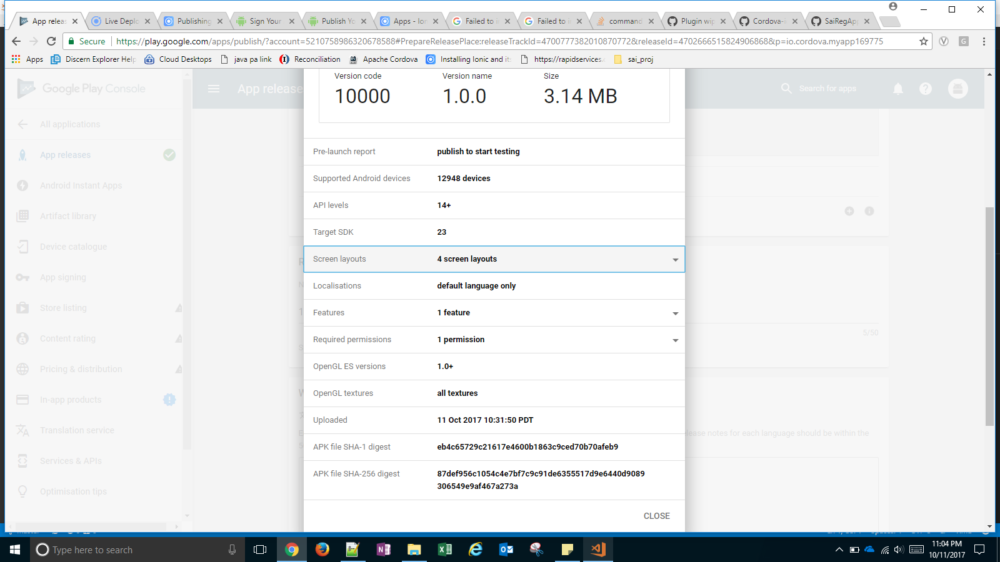 App releas
Live Deplo
Publishing
Sign Your
Publish Yo
Apps - Ion
Failed to i
Failed to i
command
Plugin wip
Cordova-
SaiRegApp
Secure
https://play.google.com/apps/publish/?account=5210758986320678588#PrepareReleasePlace:releaseTrackId=4700777382010870772&releaseId=4702666515824906868&p=io.cordova.myapp169775
Apps
Discern Explorer Help
Cloud Desktops
java pa link
Reconciliation
Apache Cordova
Installing Ionic and its
https://rapidservices.
sai_proj
Google Play Console
App release
Search for apps
All applications
App releases
Android Instant Apps
Artifact library
Device catalogue
App signing
Store listing
Content rating
Pricing & distribution
In-app products
Translation service
Services & APIs
Optimisation tips
Version code
Version name
Size
10000
1.0.0
3.14 MB
Pre-launch report
publish to start testing
Supported Android devices
12948 devices
API levels
14+
Target SDK
23
Screen layouts
4 screen layouts
Localisations
default language only
Features
1 feature
Required permissions
1 permission
OpenGL ES versions
1.0+
OpenGL textures
all textures
Uploaded
11 Oct 2017 10:31:50 PDT
APK file SHA-1 digest
eb4c65729c21617e4600b1863c9ced70b70afeb9
APK file SHA-256 digest
87def956c1054c4e7bf7c9c91de6355517d9e6440d9089
306549e9af467a273a
CLOSE
5/50
lease notes for each language should be within the
Type here to search
11:04 PM
10/11/2017